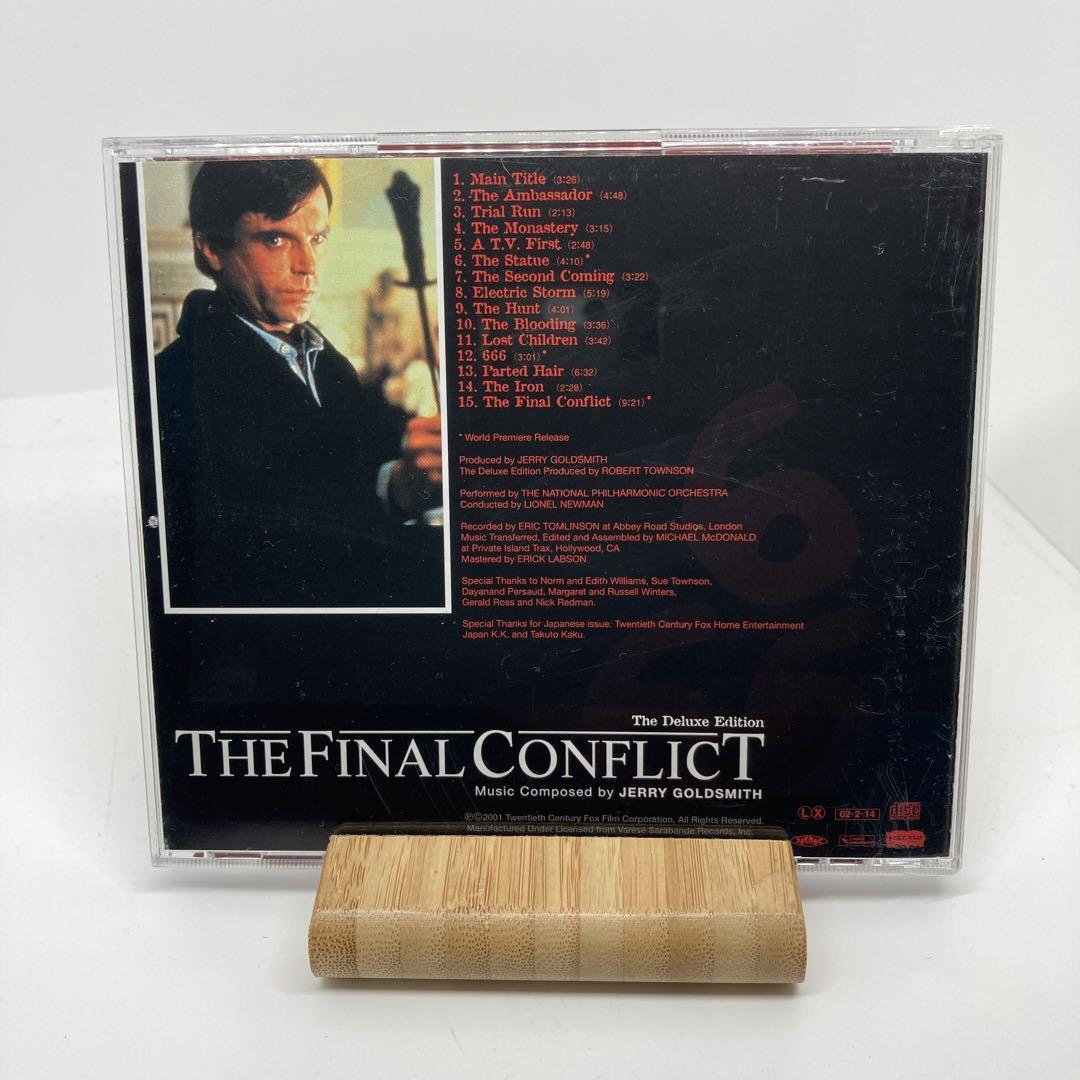 1. Main Title (3:26)
2. The Ambassador (4:48)
3. Trial Run (2:13)
4. The Monastery (3:15)
5. A T.V. First (2:48)
6. The Statue (4:10)*
7. The Second Coming (3:22)
8. Electric Storm (5:19)
9. The Hunt (4:01)
10. The Blooding (3:36)
11. Lost Children (3:42)
12. 666 (3:01)*
13. Parted Hair (6:32)
14. The Iron (2:28)
15. The Final Conflict (9:21)*
* World Premiere Release
Produced by JERRY GOLDSMITH
The Deluxe Edition Produced by ROBERT TOWNSON
Performed by THE NATIONAL PHILHARMONIC ORCHESTRA
Conducted by LIONEL NEWMAN
Recorded by ERIC TOMLINSON at Abbey Road Studios, London
Music Transferred, Edited and Assembled by MICHAEL McDONALD
at Private Island Trax, Hollywood, CA
Mastered by ERICK LABSON
Special Thanks to Norm and Edith Williams, Sue Townson,
Dayanand Persaud, Margaret and Russell Winters,
Gerald Ross and Nick Redman.
Special Thanks for Japanese issue: Twentieth Century Fox Home Entertainment
Japan K.K. and Takuto Kaku.
666
The Deluxe Edition
THE FINAL CONFLICT
Music Composed by JERRY GOLDSMITH
℗©2001 Twentieth Century Fox Film Corporation. All Rights Reserved.
Manufactured Under Licensed from Varese Sarabande Records, Inc.
LX 02·2·14 disc